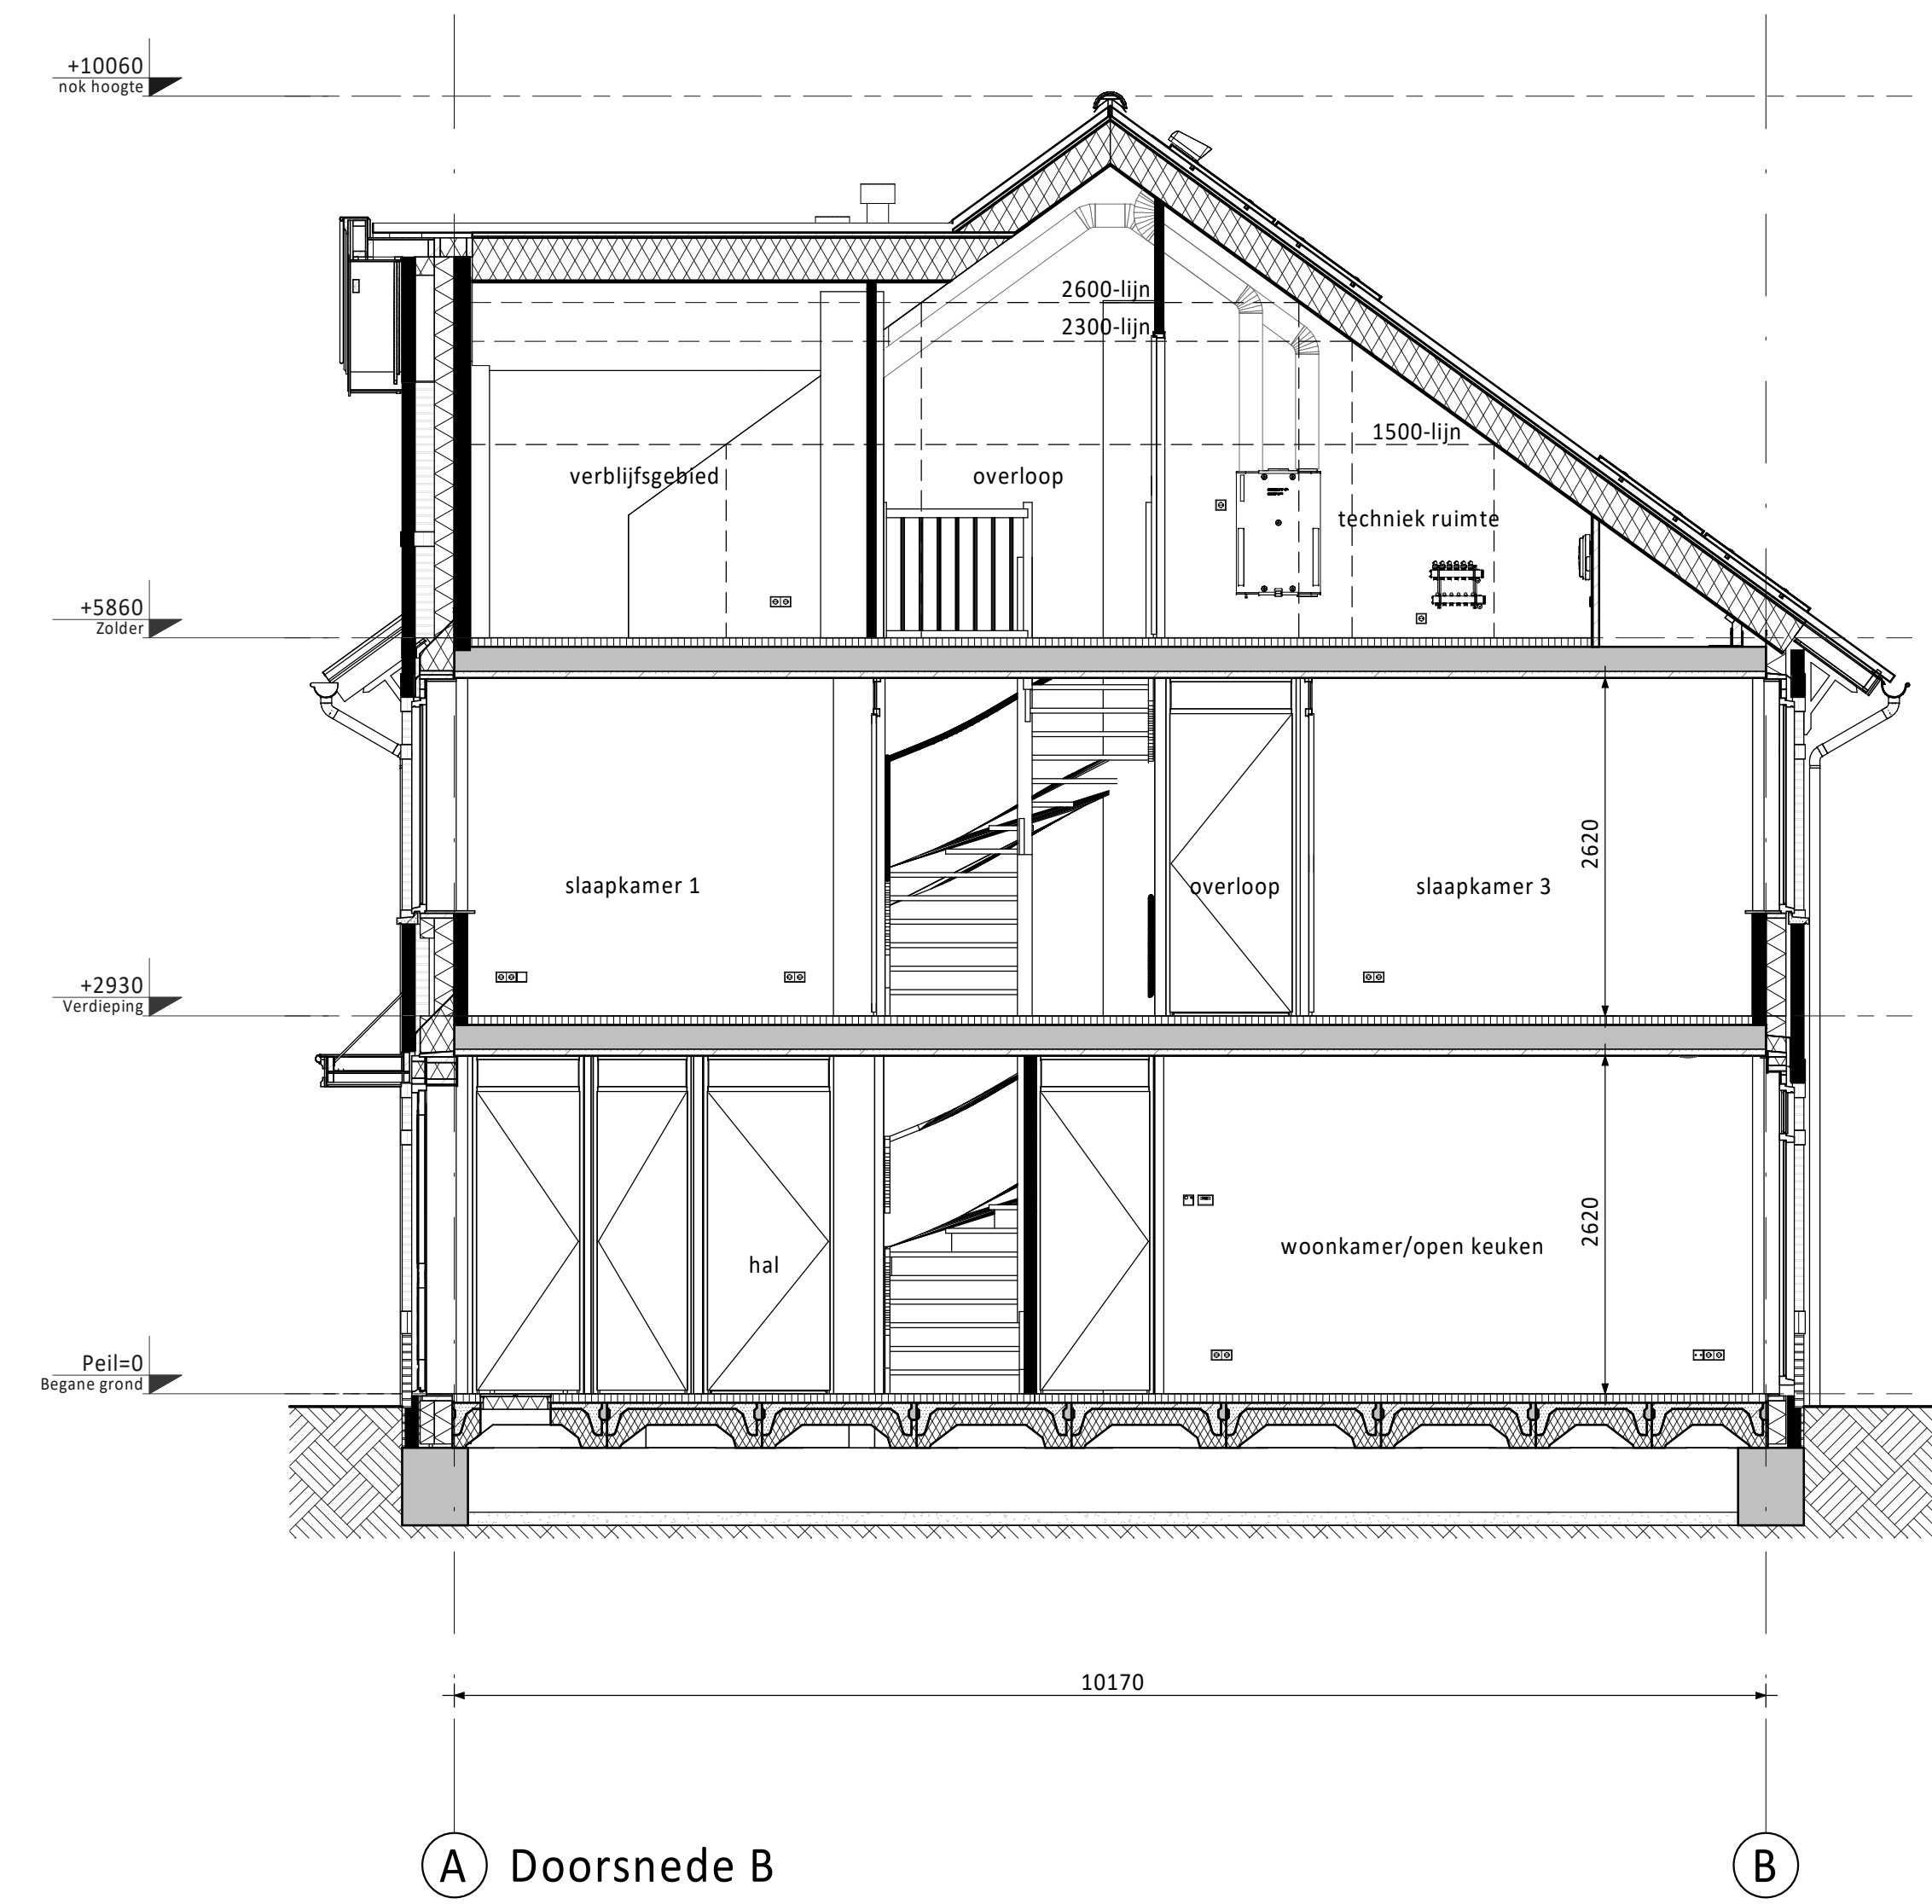 +10060
nok hoogte
2600-lijn
2300-lijn
1500-lijn
verblijfsgebied
overloop
techniek ruimte
+5860
Zolder
2620
slaapkamer 1
overloop
slaapkamer 3
+2930
Verdieping
2620
woonkamer/open keuken
hal
Peil=0
Begane grond
10170
A
Doorsnede B
B